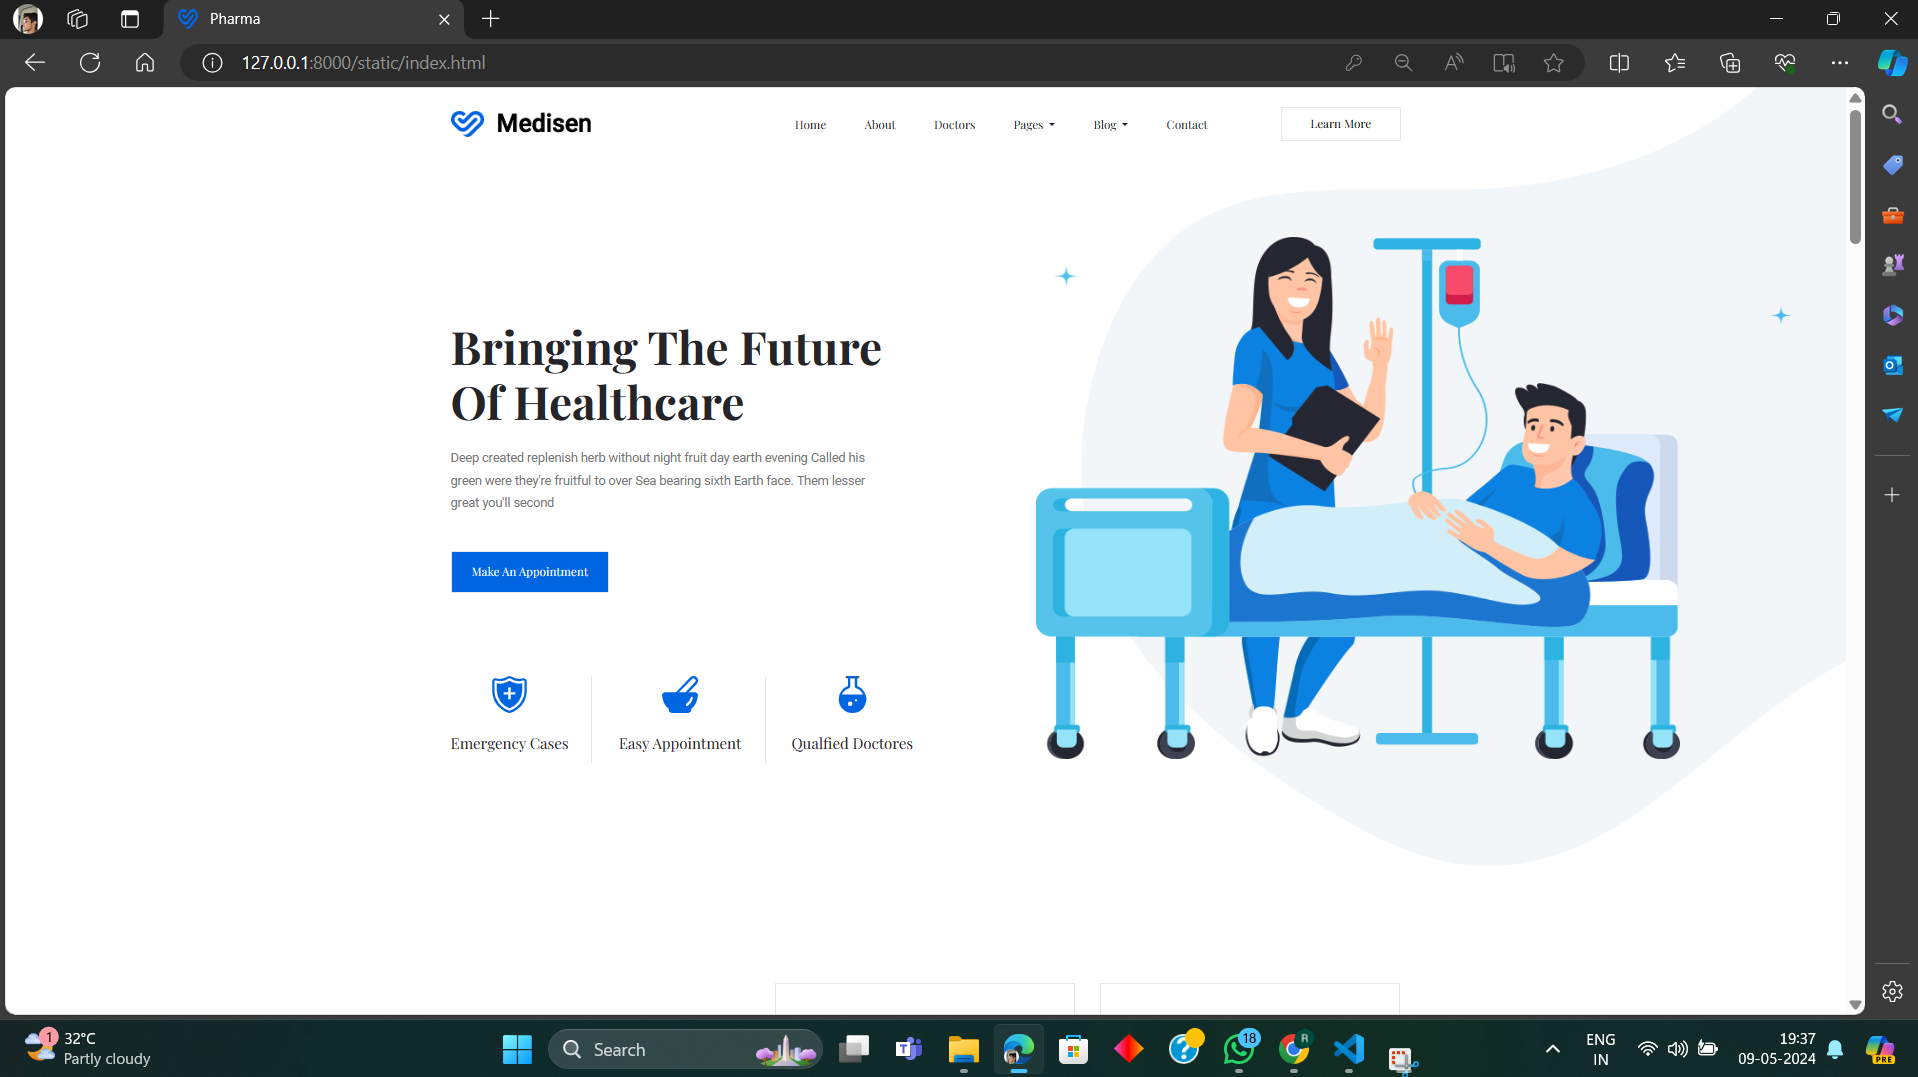 Pharma
127.0.0.1:8000/static/index.html
Medisen
Home About Doctors Pages Blog Contact Learn More
Bringing The Future
Of Healthcare
Deep created replenish herb without night fruit day earth evening Called his
green were they're fruitful to over Sea bearing sixth Earth face. Them lesser
great you'll second
Make An Appointment
Emergency Cases Easy Appointment Qualfied Doctores
1
32°C
Partly cloudy
Search
18
R
ENG
IN
19:37
09-05-2024
PRE